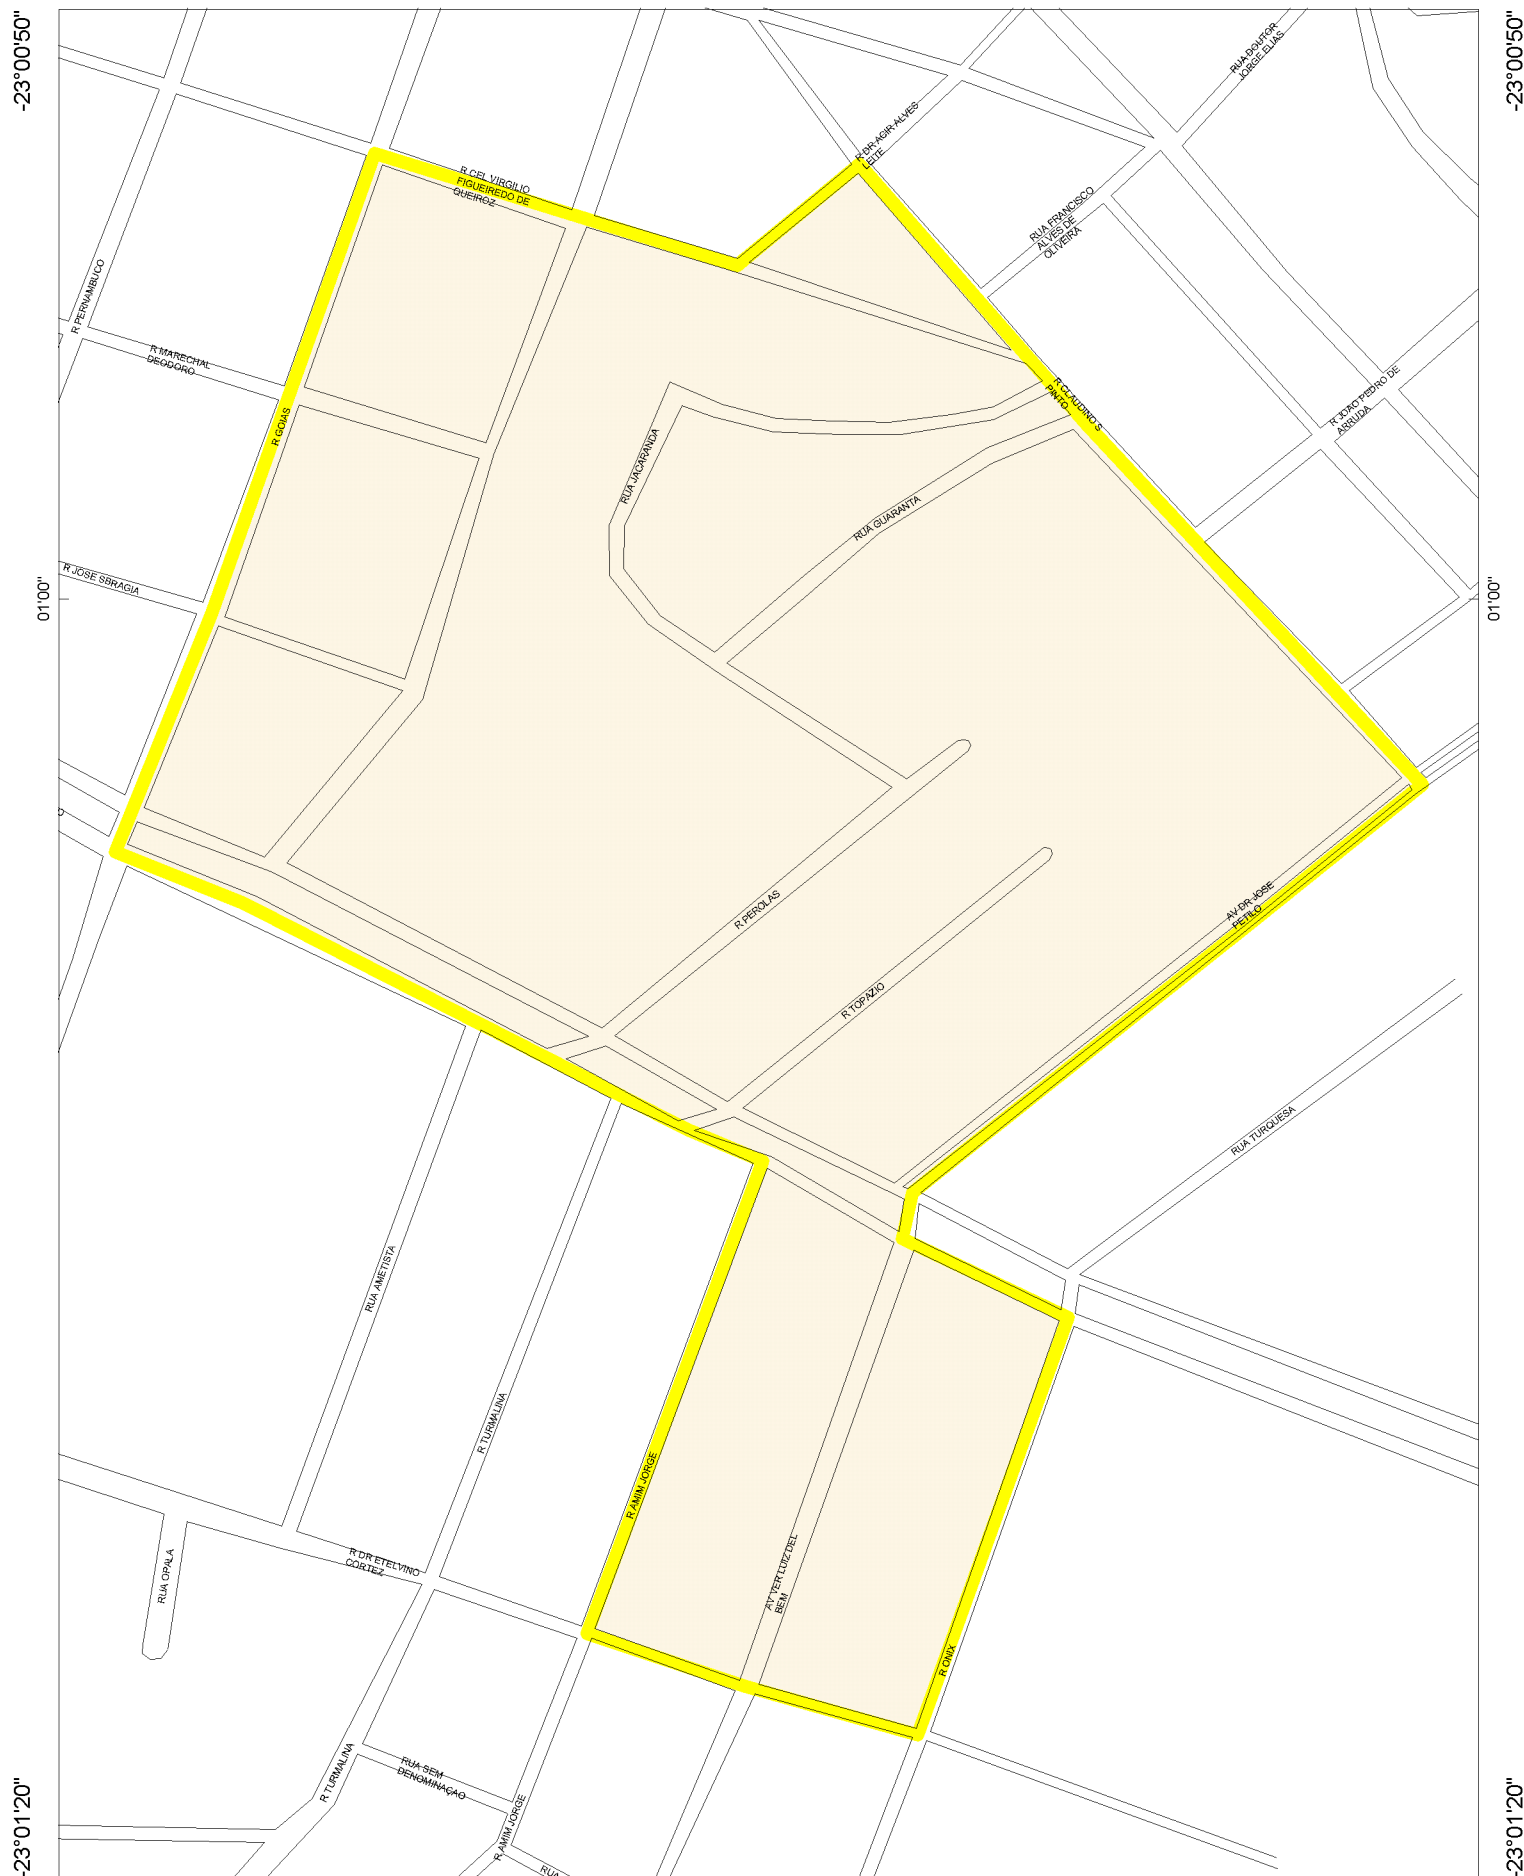 -23°00'50"
-23°00'50"
RUA DOUTOR
JORGE ELIAS
R DR ACIR ALVES
LEITE
R CEL VIRGILIO
FIGUEIREDO DE
QUEIROZ
RUA FRANCISCO
ALVES DE
OLIVEIRA
R PERNAMBUCO
R MARECHAL
DEODORO
R GOIAS
R CLAUDINO S
PINTO
R JOAO PEDRO DE
ARRUDA
RUA JACARANDA
RUA GUARANTA
R JOSE SBRAGIA
01'00"
01'00"
R PEROLAS
AV DR JOSE
PETILO
R TOPAZIO
RUA TURQUESA
RUA AMETISTA
R TURMALINA
R AMIM JORGE
AV VER LUIZ DEL
BEM
R DR ETELVINO
CORTEZ
RUA OPALA
R ONIX
R TURMALINA
RUA SEM
DENOMINAÇAO
R AMIM JORGE
RUA
-23°01'20"
-23°01'20"